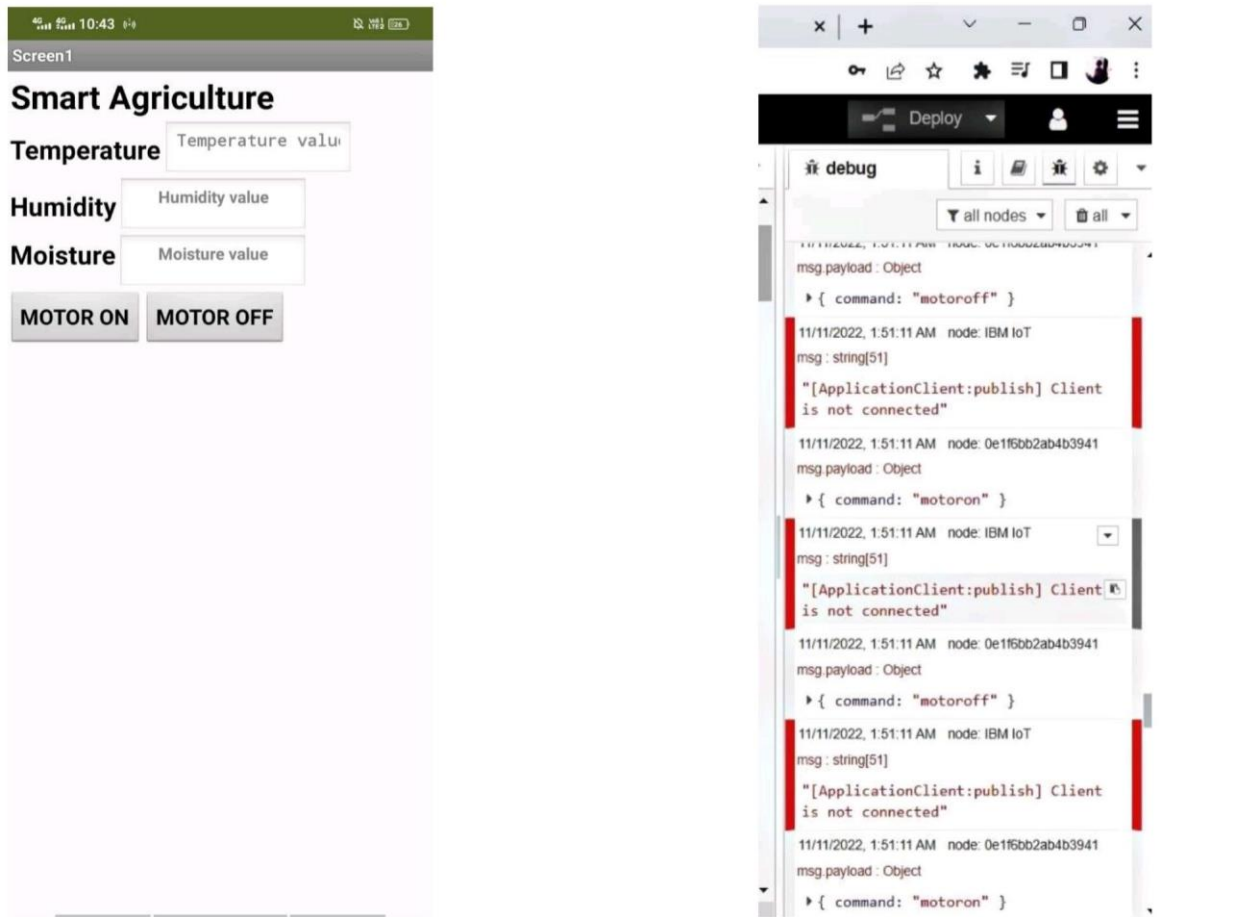 10:43
Screen1
Smart Agriculture
Temperature Temperature valu
Humidity Humidity value
Moisture Moisture value
MOTOR ON MOTOR OFF
Deploy
debug
all nodes all
msg.payload : Object
{ command: "motoroff" }
11/11/2022, 1:51:11 AM node: IBM IoT
msg : string[51]
"[ApplicationClient:publish] Client
is not connected"
11/11/2022, 1:51:11 AM node: 0e1f6bb2ab4b3941
msg.payload : Object
{ command: "motoron" }
11/11/2022, 1:51:11 AM node: IBM IoT
msg : string[51]
"[ApplicationClient:publish] Client
is not connected"
11/11/2022, 1:51:11 AM node: 0e1f6bb2ab4b3941
msg.payload : Object
{ command: "motoroff" }
11/11/2022, 1:51:11 AM node: IBM IoT
msg : string[51]
"[ApplicationClient:publish] Client
is not connected"
11/11/2022, 1:51:11 AM node: 0e1f6bb2ab4b3941
msg.payload : Object
{ command: "motoron" }